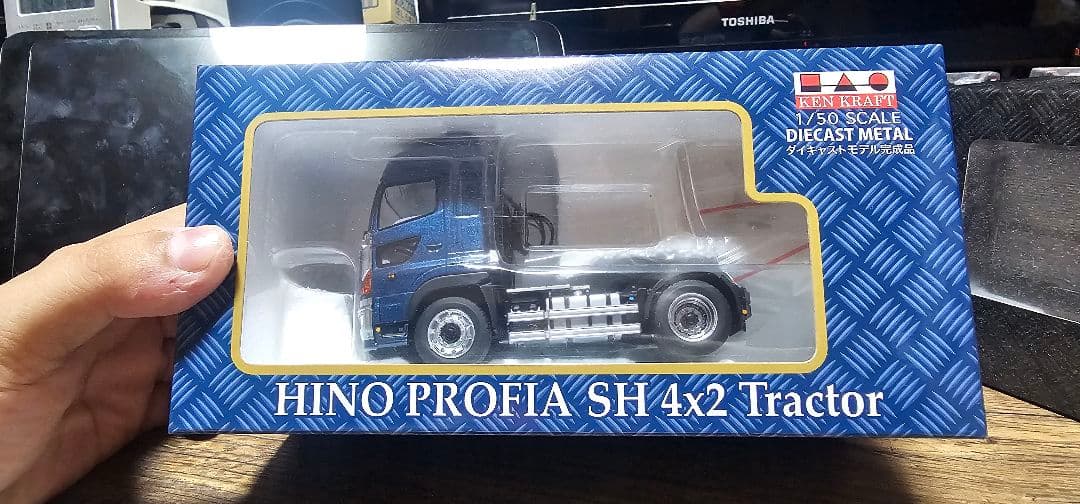 TOSHIBA
KEN KRAFT
1/50 SCALE
DIECAST METAL
ダイキャストモデル完成品
HINO PROFIA SH 4x2 Tractor